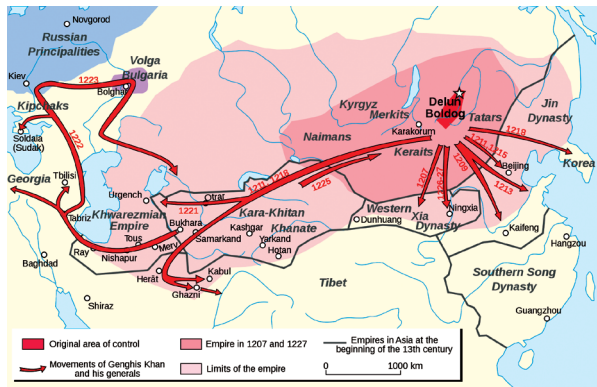 Novgorod
Russian
Principalities
Kiev
1223
Volga
Bulgaria
Bolghar
Kipchaks
Soldaia
(Sudak)
1222
Georgia
Tbilisi
Tabriz
Baghdad
Shiraz
Ray
Nishapur
Tous
Merv
Khwarezmian
Empire
Urgench
Otrar
1221
Bukhara
Samarkand
Herât
Kabul
Ghazni
Kara-Khitan
Khanate
Kashgar
Yarkand
Hotan
1211, 1216
1225
Naimans
Kyrgyz
Merkits
Karakorum
Keraits
Delun
Boldog
Tatars
Jin
Dynasty
1218
1211, 1215
1209
1213
1207
1226-27
Beijing
Korea
Western
Xia
Dynasty
Dunhuang
Ningxia
Kaifeng
Hangzou
Southern Song
Dynasty
Guangzhou
Tibet
Original area of control
Empire in 1207 and 1227
Empires in Asia at the
beginning of the 13th century
Movements of Genghis Khan
and his generals
Limits of the empire
0 1000 km